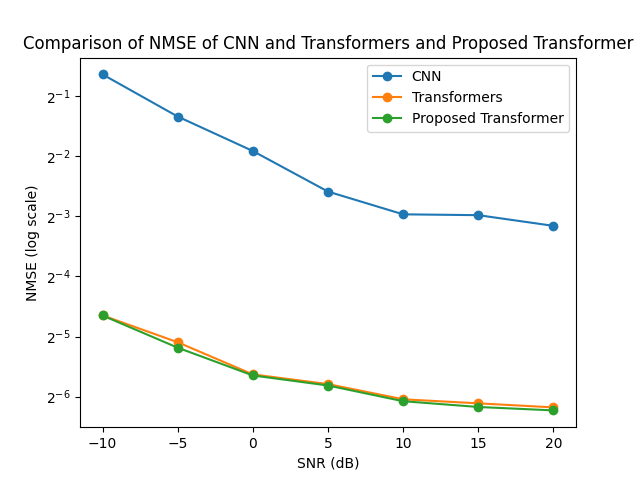 Comparison of NMSE of CNN and Transformers and Proposed Transformer
CNN
Transformers
Proposed Transformer
NMSE (log scale)
2⁻¹
2⁻²
2⁻³
2⁻⁴
2⁻⁵
2⁻⁶
−10
−5
0
5
10
15
20
SNR (dB)